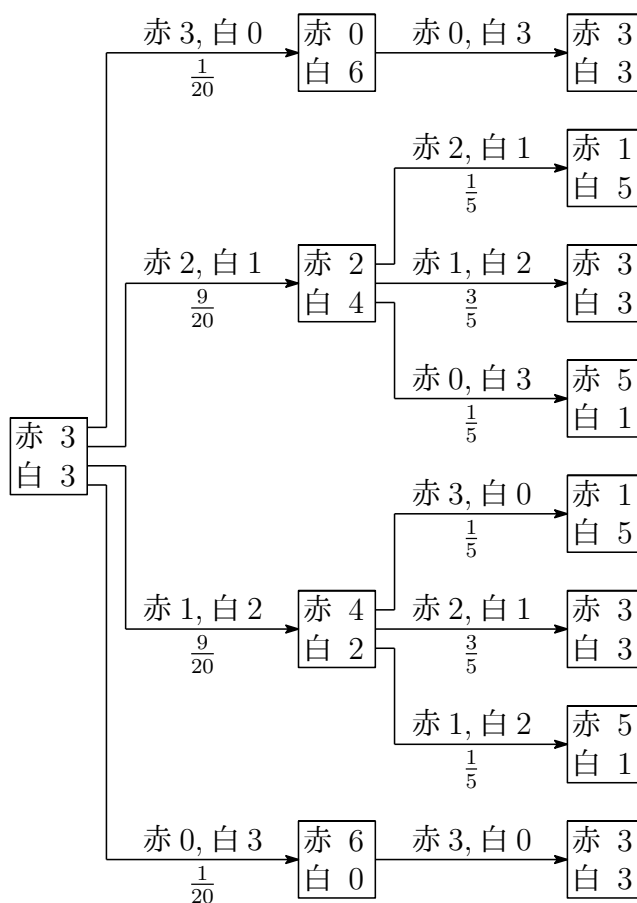 赤 3, 白 0
1/20
赤 0
白 6
赤 0, 白 3
赤 3
白 3
赤 2, 白 1
1/5
赤 1
白 5
赤 2, 白 1
9/20
赤 2
白 4
赤 1, 白 2
3/5
赤 3
白 3
赤 0, 白 3
1/5
赤 5
白 1
赤 3
白 3
赤 3, 白 0
1/5
赤 1
白 5
赤 1, 白 2
9/20
赤 4
白 2
赤 2, 白 1
3/5
赤 3
白 3
赤 1, 白 2
1/5
赤 5
白 1
赤 0, 白 3
1/20
赤 6
白 0
赤 3, 白 0
赤 3
白 3